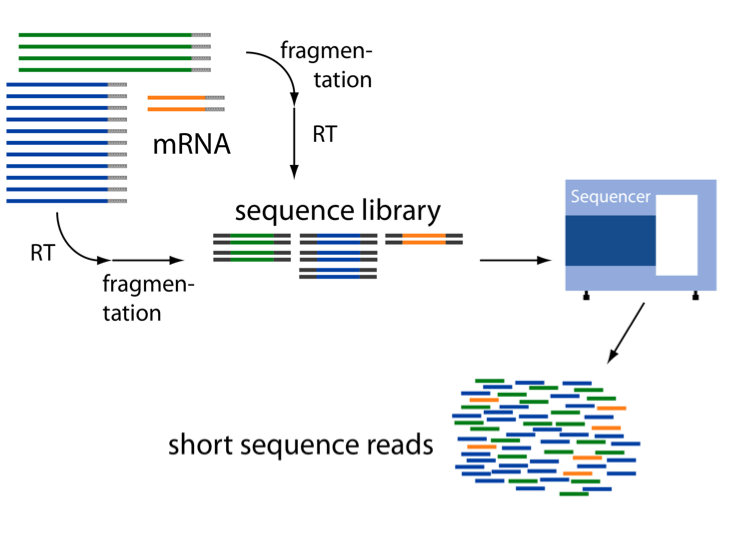 fragmen-
tation
mRNA
RT
sequence library
Sequencer
RT
fragmen-
tation
short sequence reads